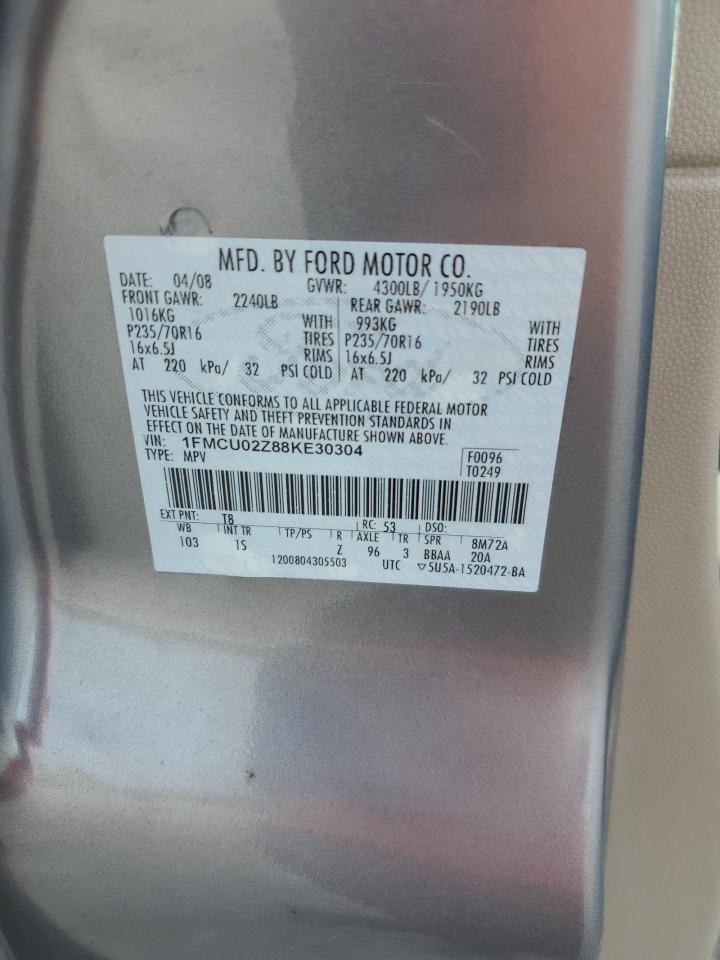 MFD. BY FORD MOTOR CO.
DATE: 04/08 GVWR: 4300LB/ 1950KG
FRONT GAWR: 2240LB REAR GAWR: 2190LB
1016KG WITH 993KG WITH
P235/70R16 TIRES P235/70R16 TIRES
16x6.5J RIMS 16x6.5J RIMS
AT 220 kPa/ 32 PSI COLD AT 220 kPa/ 32 PSI COLD
THIS VEHICLE CONFORMS TO ALL APPLICABLE FEDERAL MOTOR
VEHICLE SAFETY AND THEFT PREVENTION STANDARDS IN
EFFECT ON THE DATE OF MANUFACTURE SHOWN ABOVE.
VIN: 1FMCU02Z88KE30304
TYPE: MPV F0096
T0249
EXT PNT: T8 RC: 53 DSO:
WB INT TR TP/PS R AXLE TR SPR 8M72A
103 1S Z 96 3 BBAA 20A
1200804305503 UTC ▽5U5A-1520472-BA